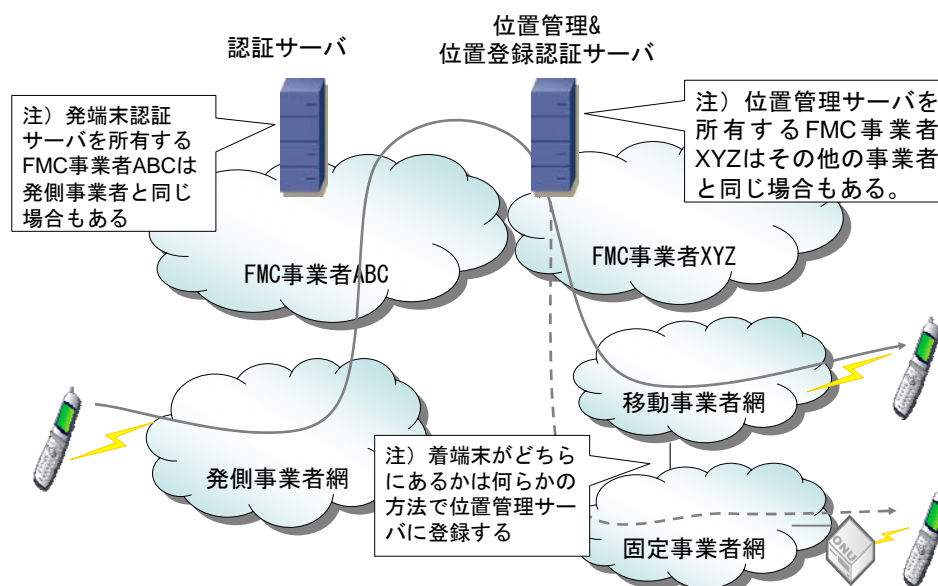 認証サーバ
位置管理&
位置登録認証サーバ
注）発端末認証
サーバを所有する
FMC事業者ABCは
発側事業者と同じ
場合もある
注）位置管理サーバを
所有するFMC事業者
XYZはその他の事業者
と同じ場合もある。
FMC事業者ABC
FMC事業者XYZ
移動事業者網
発側事業者網
注）着端末がどちら
にあるかは何らかの
方法で位置管理サー
バに登録する
固定事業者網
ONU